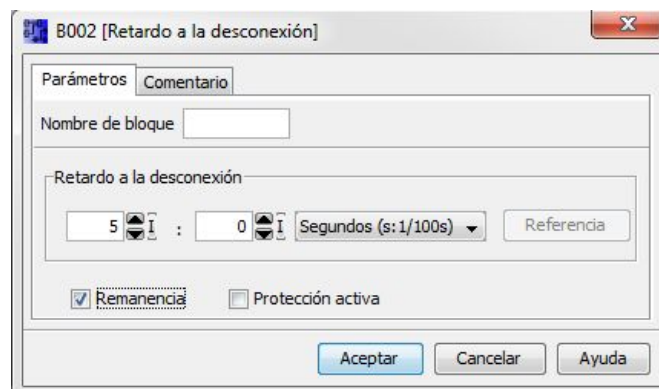 B002 [Retardo a la desconexión]
Parámetros Comentario
Nombre de bloque
Retardo a la desconexión
5 : 0 Segundos (s:1/100s) Referencia
Remanencia Protección activa
Aceptar Cancelar Ayuda